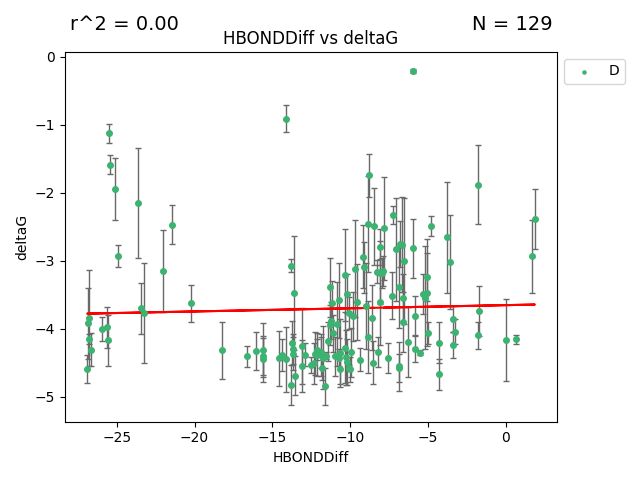 r^2 = 0.00
N = 129
HBONDDiff vs deltaG
D
0
−1
−2
−3
−4
−5
deltaG
−25
−20
−15
−10
−5
0
HBONDDiff